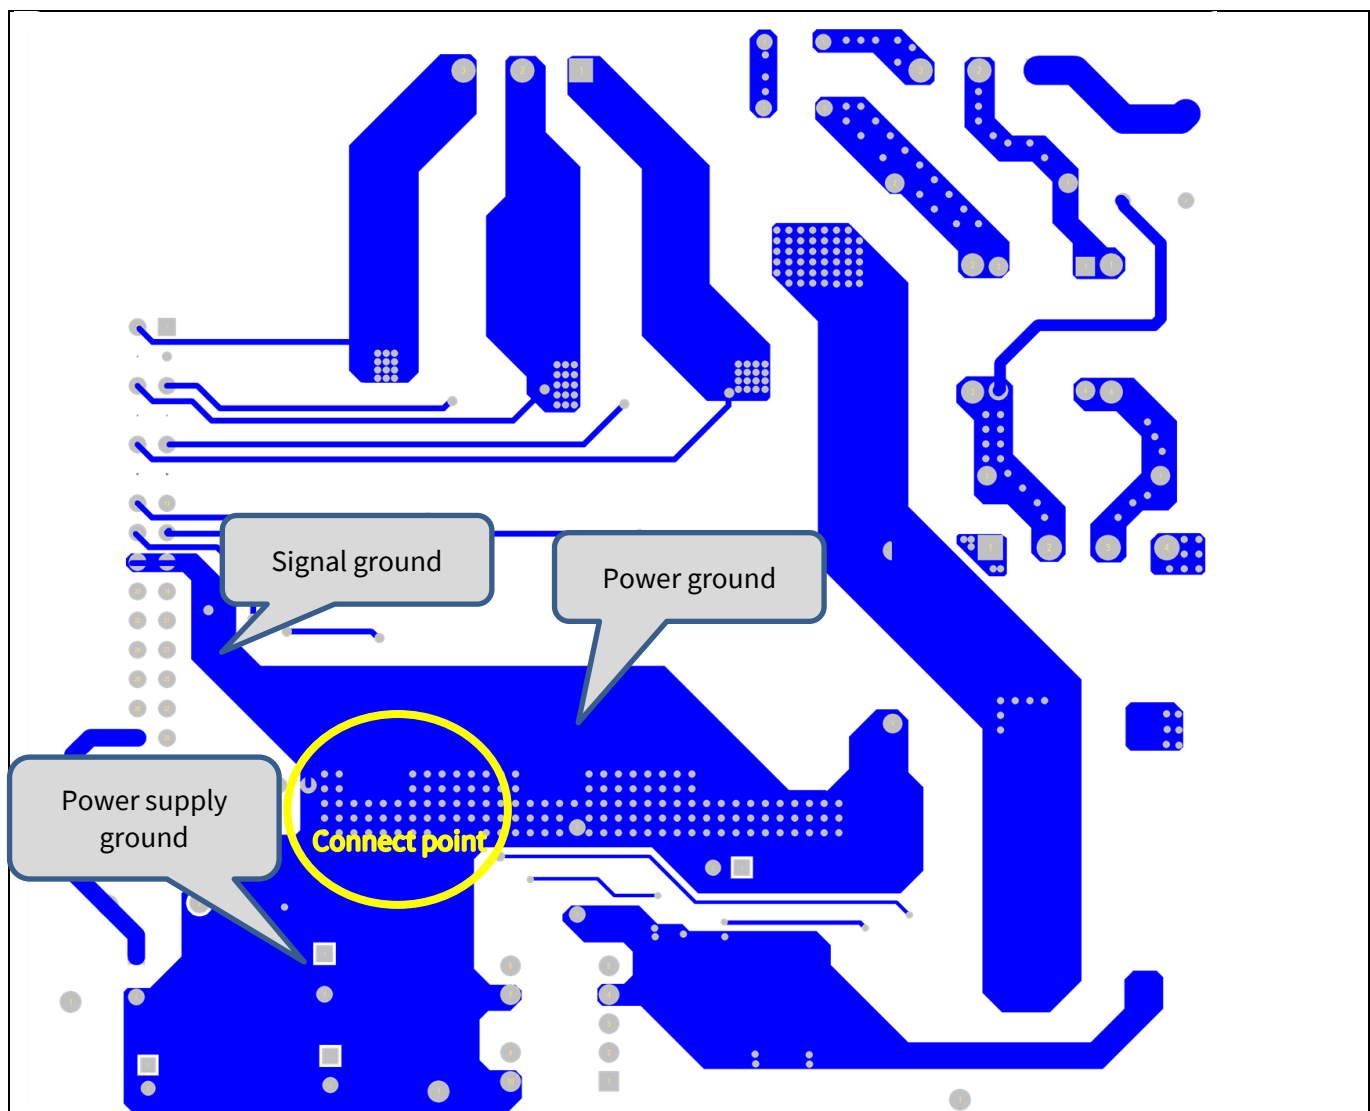 Signal ground
Power ground
Power supply
ground
Connect point